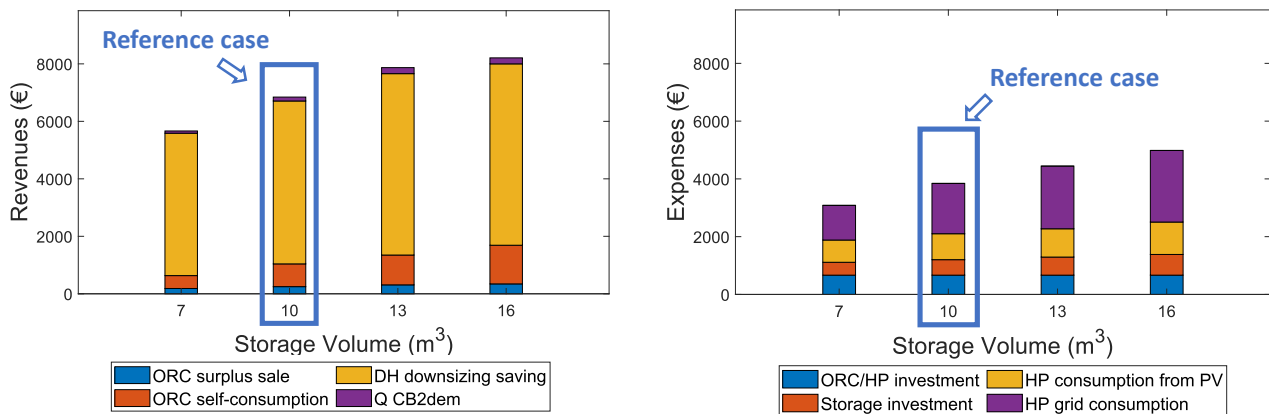 Reference case
Revenues (€)
8000
6000
4000
2000
0
7
10
13
16
Storage Volume (m³)
ORC surplus sale
DH downsizing saving
ORC self-consumption
Q CB2dem
Reference case
Expenses (€)
8000
6000
4000
2000
0
7
10
13
16
Storage Volume (m³)
ORC/HP investment
HP consumption from PV
Storage investment
HP grid consumption